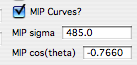 MIP Curves?
MIP sigma 485.0
MIP cos(theta) -0.7660